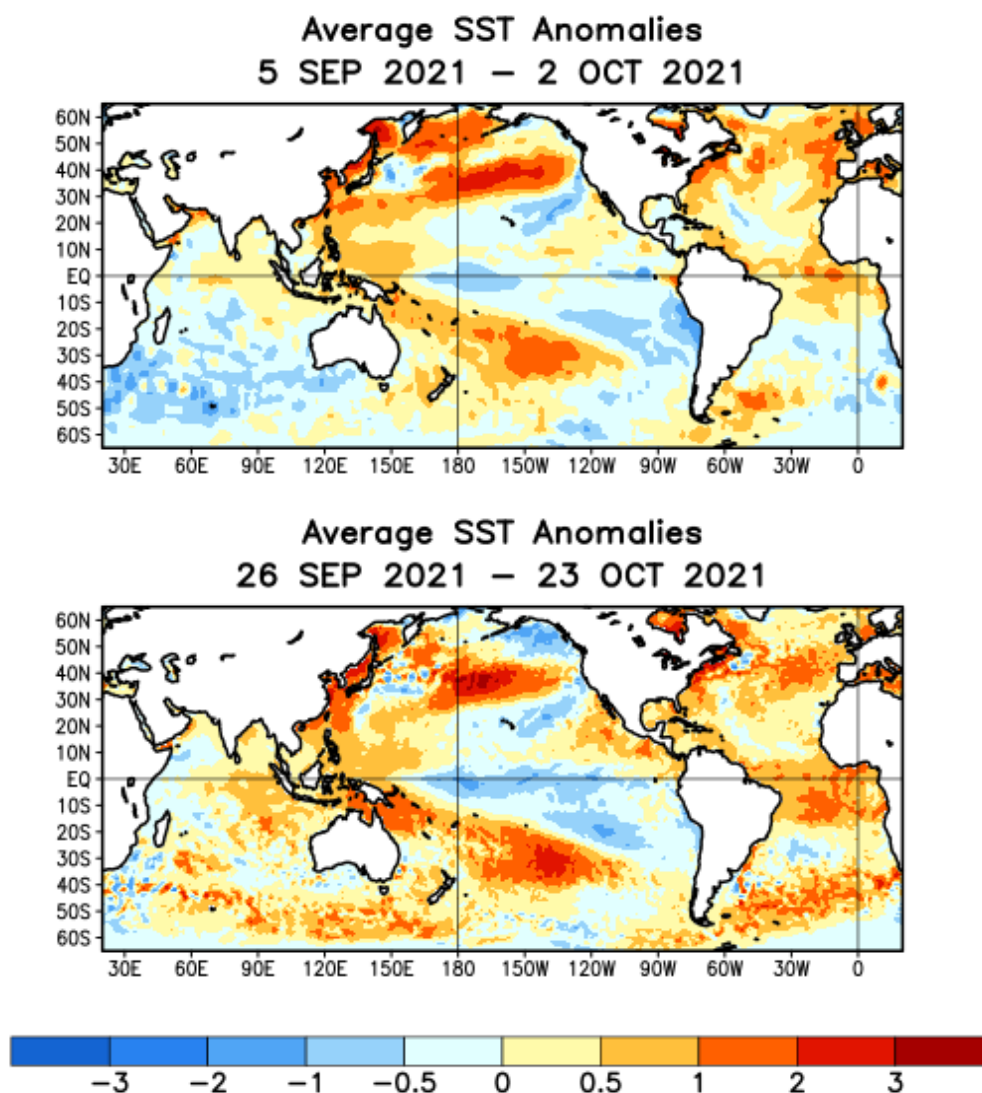 Average SST Anomalies
5 SEP 2021 – 2 OCT 2021
60N
50N
40N
30N
20N
10N
EQ
10S
20S
30S
40S
50S
60S
30E 60E 90E 120E 150E 180 150W 120W 90W 60W 30W 0
Average SST Anomalies
26 SEP 2021 – 23 OCT 2021
60N
50N
40N
30N
20N
10N
EQ
10S
20S
30S
40S
50S
60S
30E 60E 90E 120E 150E 180 150W 120W 90W 60W 30W 0
−3 −2 −1 −0.5 0 0.5 1 2 3